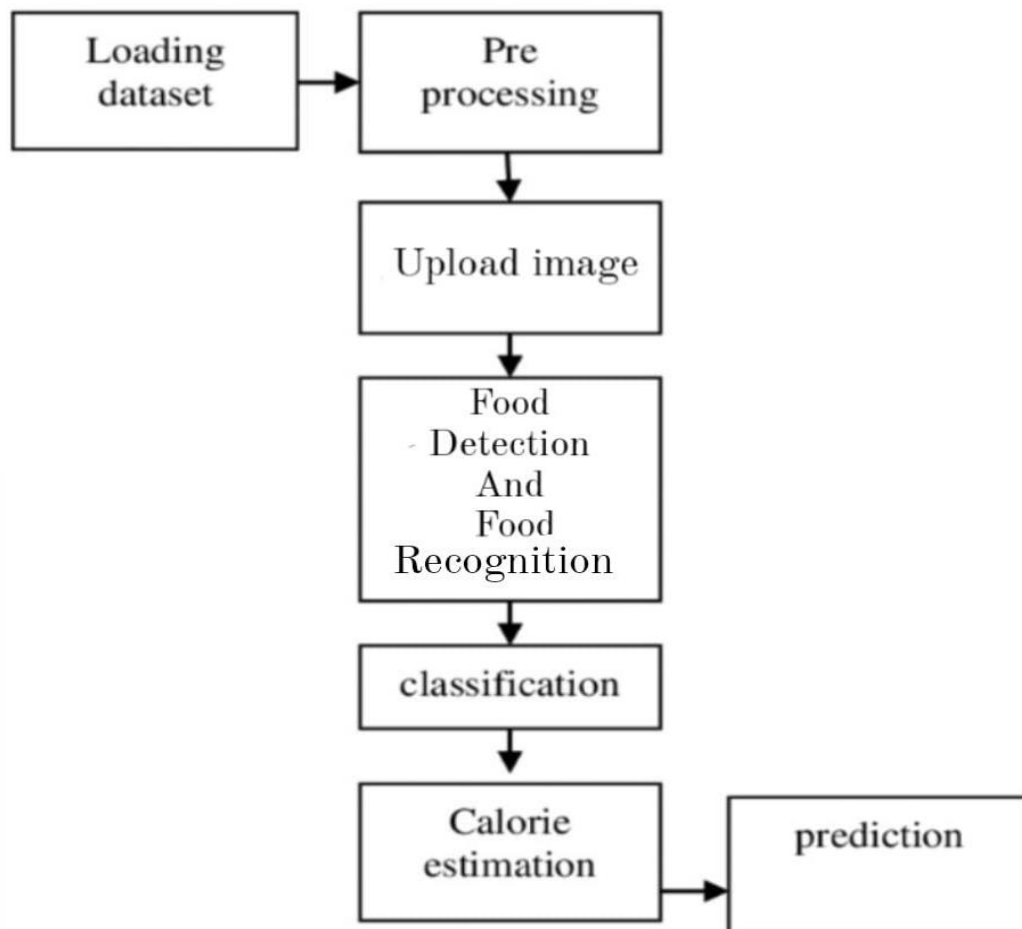 Loading
dataset
Pre
processing
Upload image
Food
Detection
And
Food
Recognition
classification
Calorie
estimation
prediction